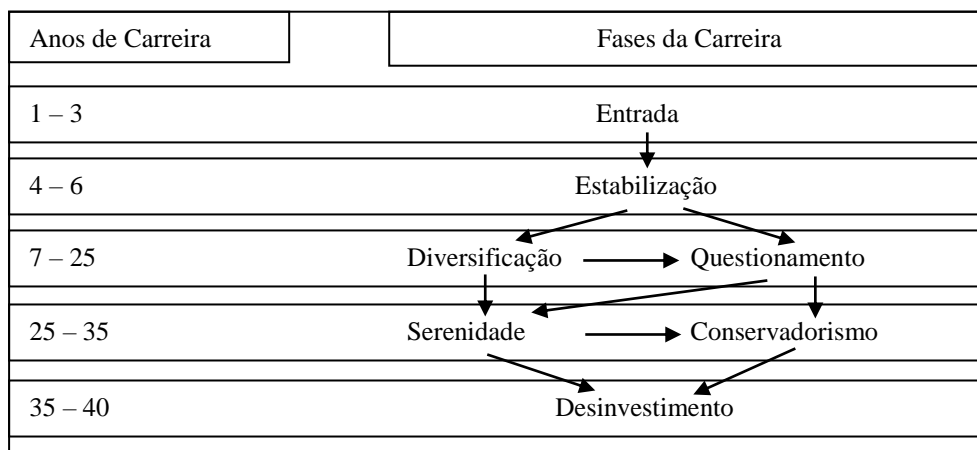 Anos de Carreira Fases da Carreira
1 – 3 Entrada
4 – 6 Estabilização
7 – 25 Diversificação Questionamento
25 – 35 Serenidade Conservadorismo
35 – 40 Desinvestimento